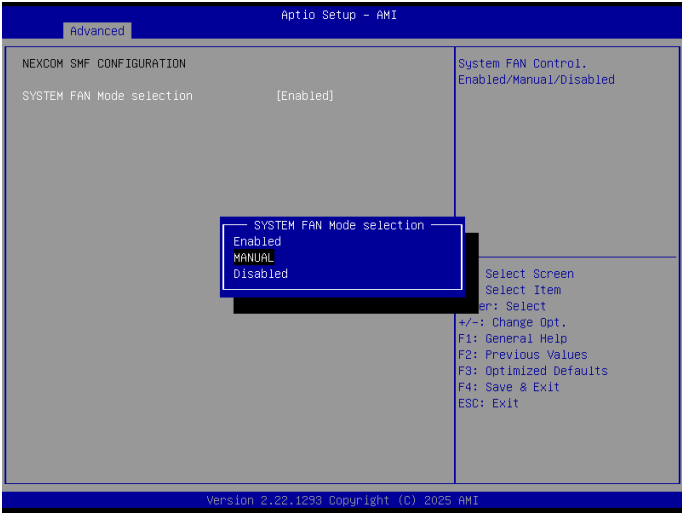 Aptio Setup - AMI
Advanced
NEXCOM SMF CONFIGURATION
SYSTEM FAN Mode selection [Enabled]
System FAN Control.
Enabled/Manual/Disabled
SYSTEM FAN Mode selection
Enabled
MANUAL
Disabled
Select Screen
Select Item
er: Select
+/-: Change Opt.
F1: General Help
F2: Previous Values
F3: Optimized Defaults
F4: Save & Exit
ESC: Exit
Version 2.22.1293 Copyright (C) 2025 AMI